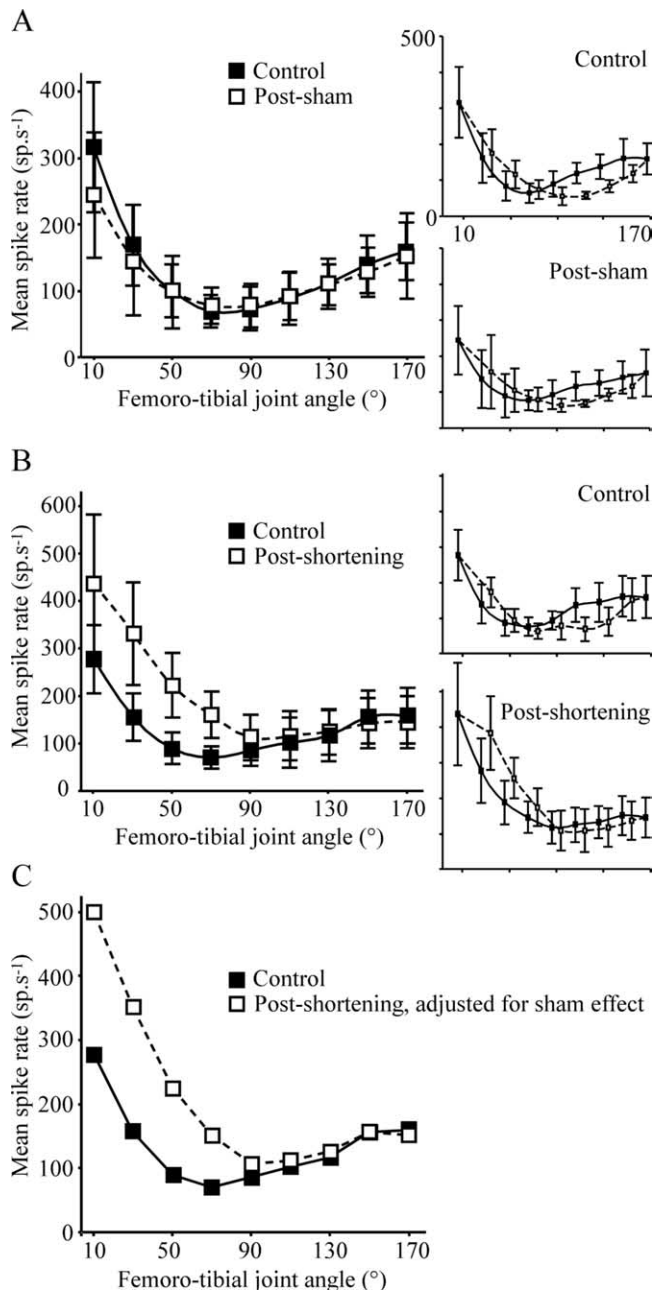 A
Control
Post-sham
400
300
200
100
0
Mean spike rate (sp.s-1)
10 50 90 130 170
Femoro-tibial joint angle (°)
500
Control
0
10 170
Post-sham
B
Control
Post-shortening
600
500
400
300
200
100
0
Mean spike rate (sp.s-1)
10 50 90 130 170
Femoro-tibial joint angle (°)
Control
Post-shortening
C
Control
Post-shortening, adjusted for sham effect
500
400
300
200
100
0
Mean spike rate (sp.s-1)
10 50 90 130 170
Femoro-tibial joint angle (°)